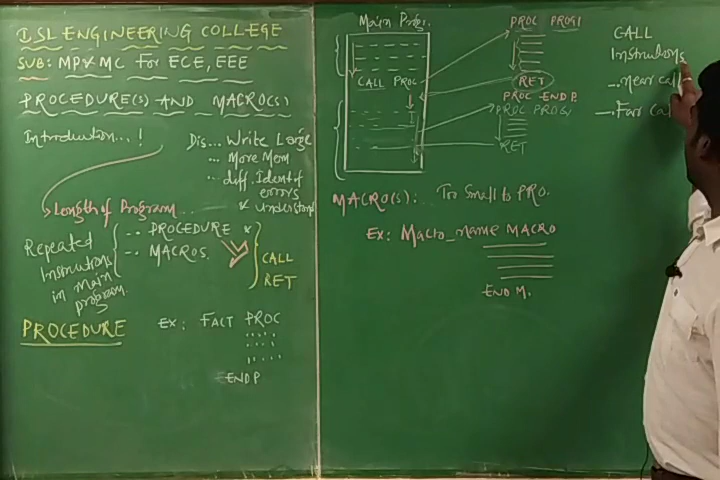 ISL ENGINEERING COLLEGE
SUB: MPX MC For ECE, EEE
PROCEDURE(S) AND MACRO(S)
Introduction...!
Dis... Write Large
... More Mem
... diff. Ident of
errors
& understand
Length of Program
Repeated
Instructions
in main
program.
-- PROCEDURE x
-- MACROS.
CALL
RET
PROCEDURE
Ex: FACT PROC
ENDP
Main Prog.
CALL PROC
PROC PROG1
RET
PROC ENDP.
PROC PROG1
RET
MACRO(S): Too Small to PRO.
Ex: Macro_name MACRO
END M.
CALL
Instructions
-- near call
-- Far ca